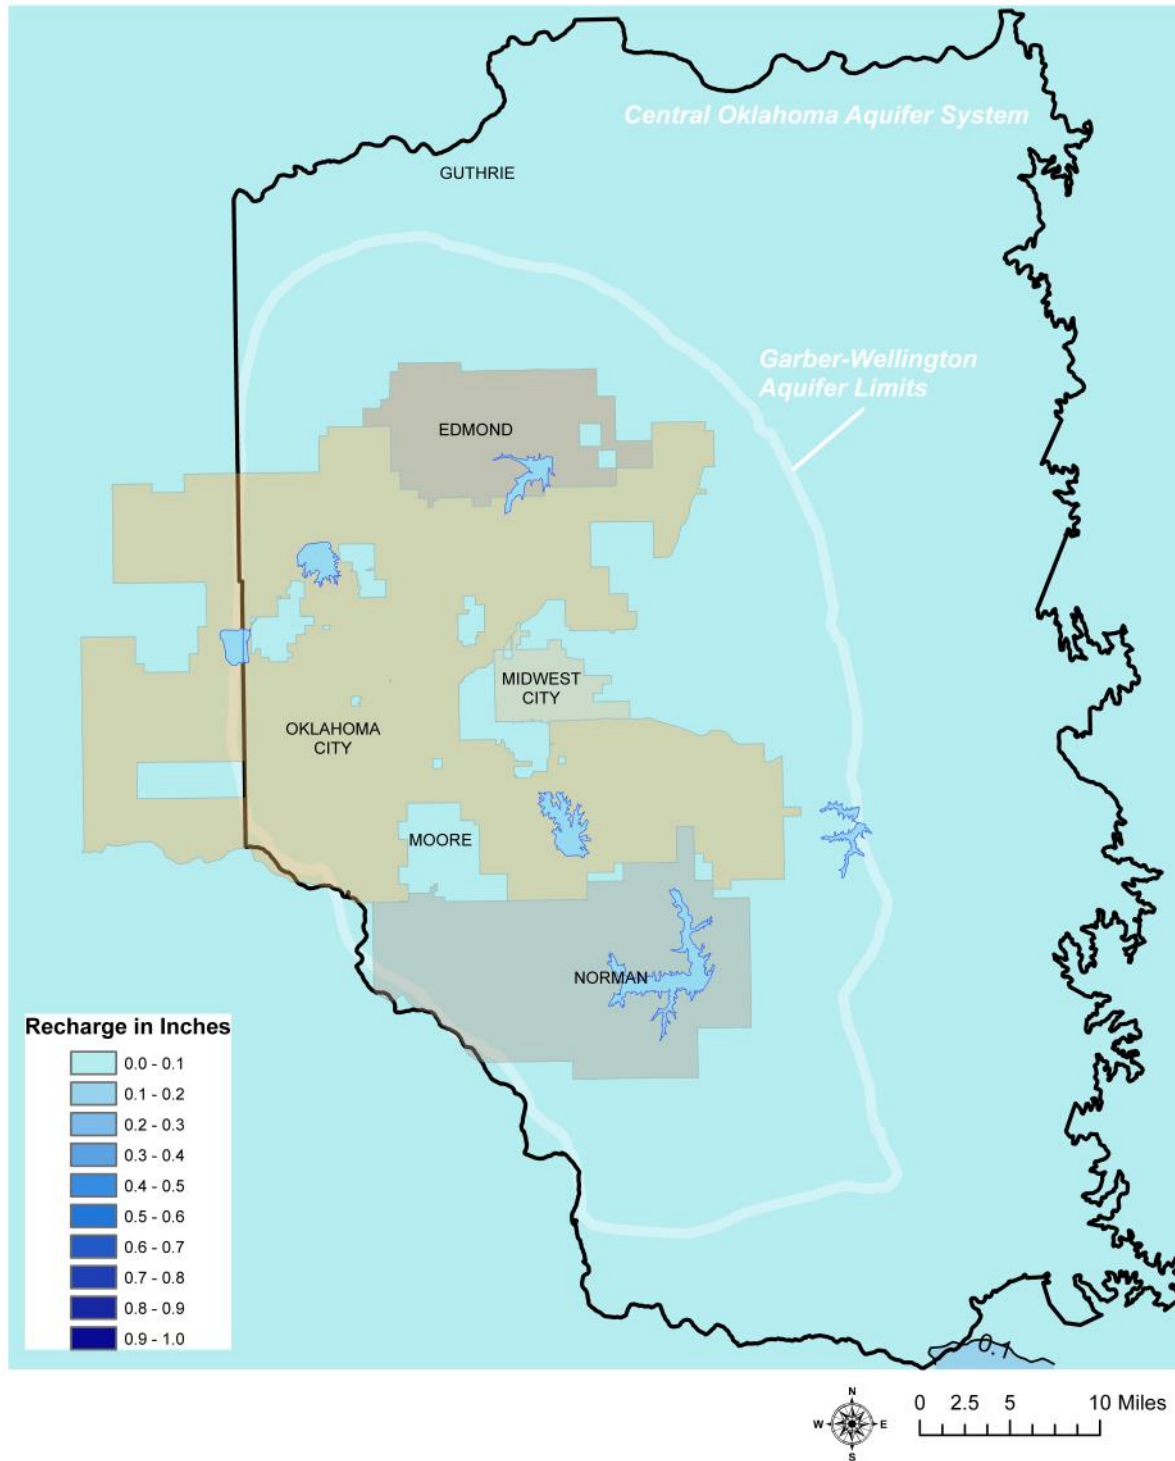 Central Oklahoma Aquifer System
GUTHRIE
Garber-Wellington
Aquifer Limits
EDMOND
MIDWEST
CITY
OKLAHOMA
CITY
MOORE
NORMAN
Recharge in Inches
0.0 - 0.1
0.1 - 0.2
0.2 - 0.3
0.3 - 0.4
0.4 - 0.5
0.5 - 0.6
0.6 - 0.7
0.7 - 0.8
0.8 - 0.9
0.9 - 1.0
0.1
N
W E
S
0 2.5 5 10 Miles